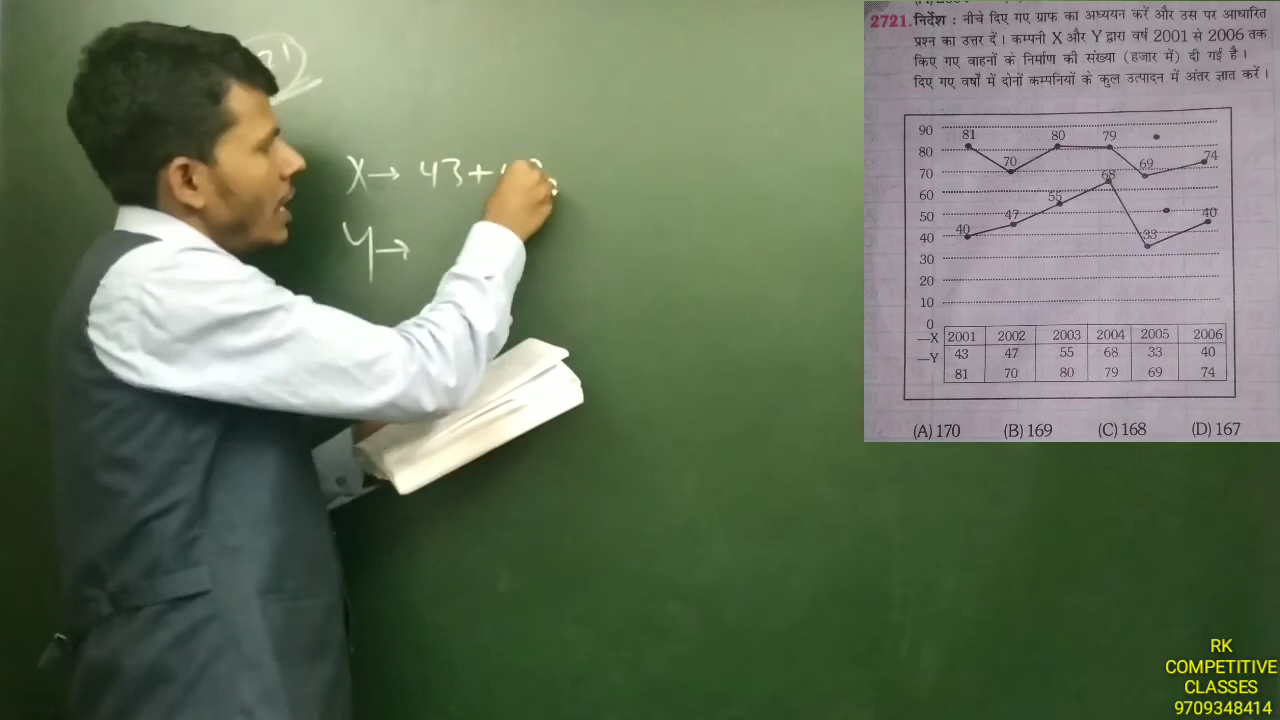 X → 43+
Y →
2721. निर्देश : नीचे दिए गए ग्राफ का अध्ययन करें और उस पर आधारित
प्रश्न का उत्तर दें। कम्पनी X और Y द्वारा वर्ष 2001 से 2006 तक
किए गए वाहनों के निर्माण की संख्या (हजार में) दी गई है।
दिए गए वर्षों में दोनों कम्पनियों के कुल उत्पादन में अंतर ज्ञात करें।
90
81 80 79
80
70 69 74
70
68
60
55
50
47 40
40
40 33
30
20
10
0
—X 2001 2002 2003 2004 2005 2006
—Y 43 47 55 68 33 40
81 70 80 79 69 74
(A) 170 (B) 169 (C) 168 (D) 167
RK
COMPETITIVE
CLASSES
9709348414